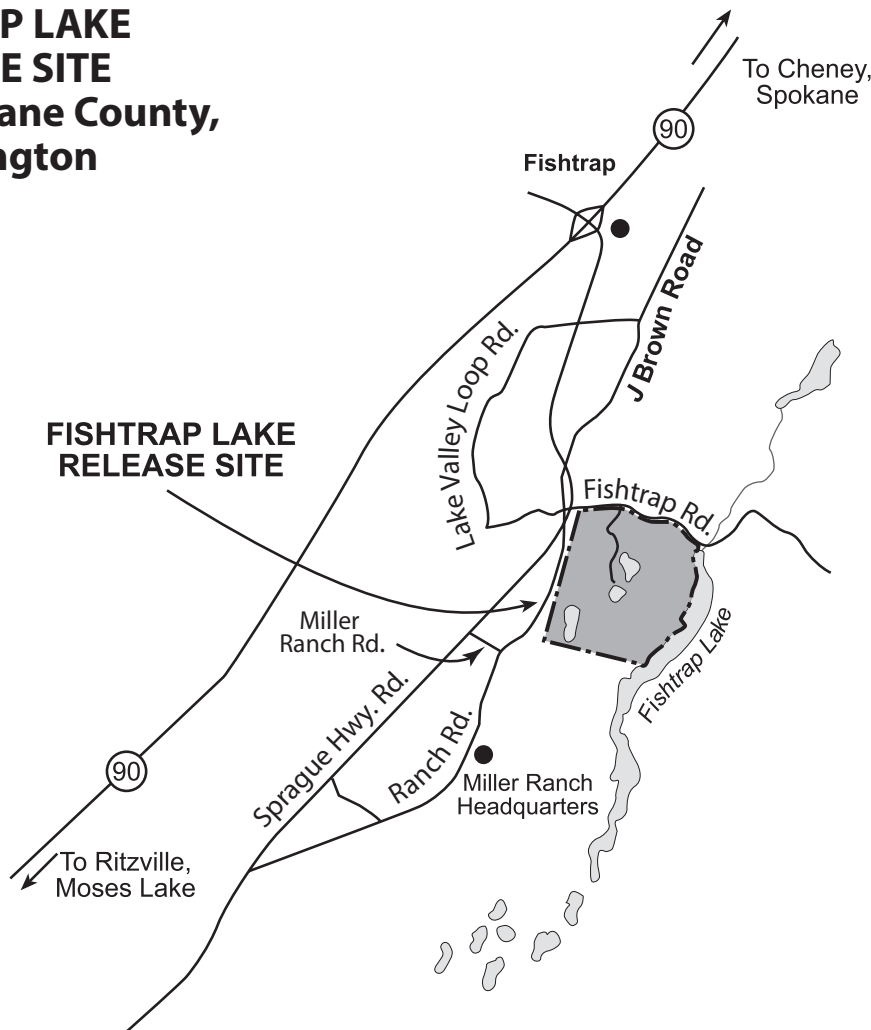 P LAKE
E SITE
ane County,
ngton
To Cheney,
Spokane
90
Fishtrap
J Brown Road
Lake Valley Loop Rd.
FISHTRAP LAKE
RELEASE SITE
Fishtrap Rd.
Miller
Ranch Rd.
Fishtrap Lake
Sprague Hwy. Rd.
Ranch Rd.
90
Miller Ranch
Headquarters
To Ritzville,
Moses Lake